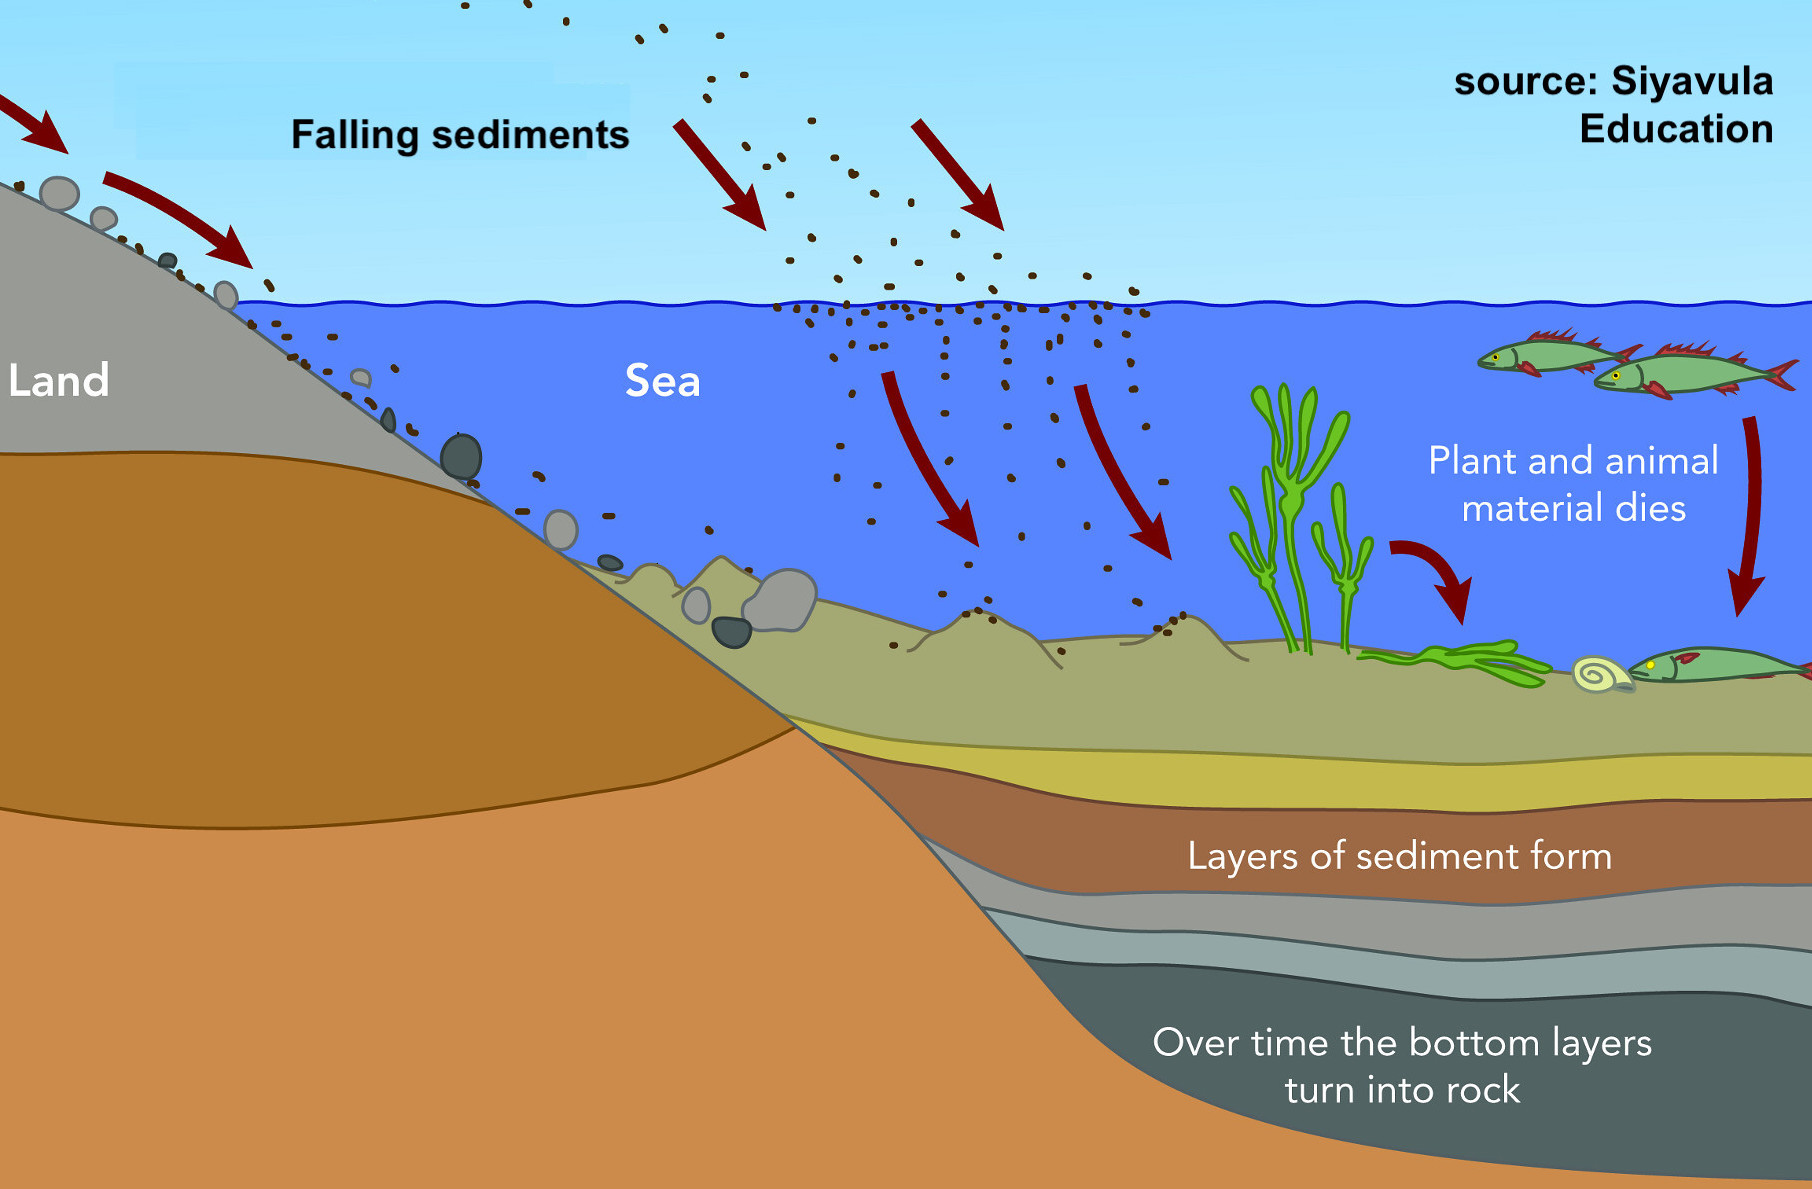 source: Siyavula
Education
Falling sediments
Land
Sea
Plant and animal
material dies
Layers of sediment form
Over time the bottom layers
turn into rock